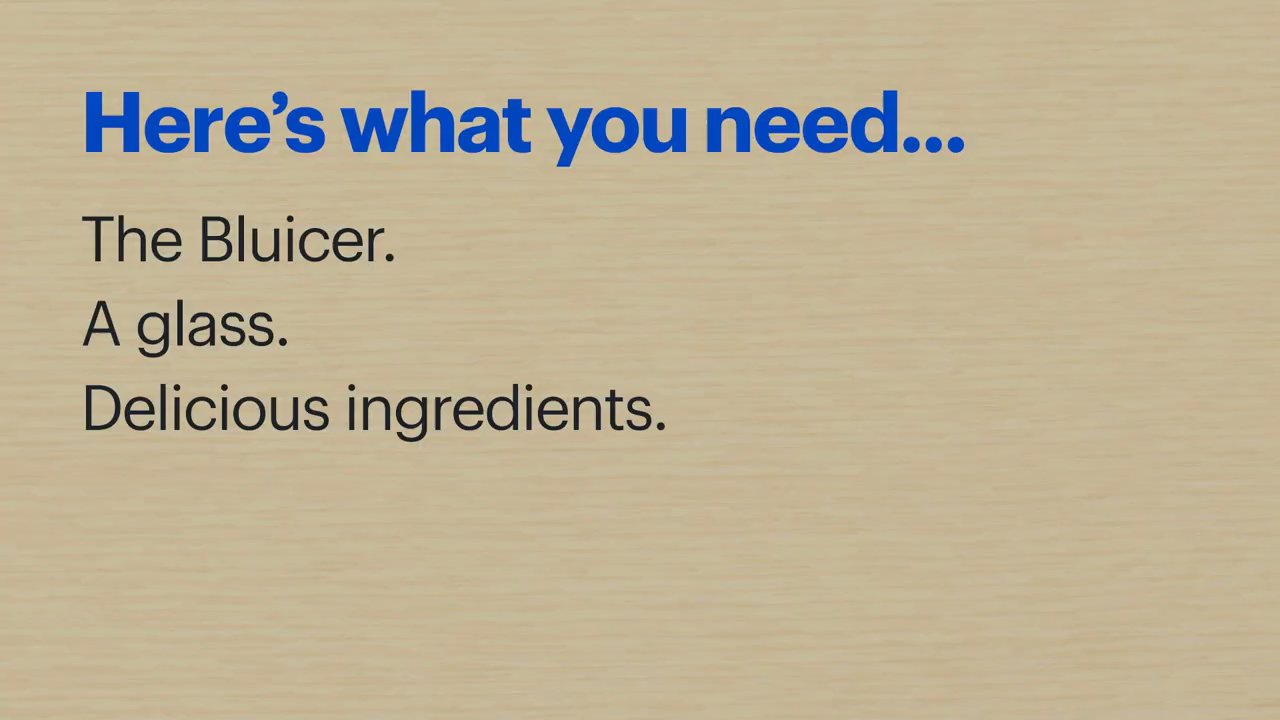 Here’s what you need...
The Bluicer.
A glass.
Delicious ingredients.